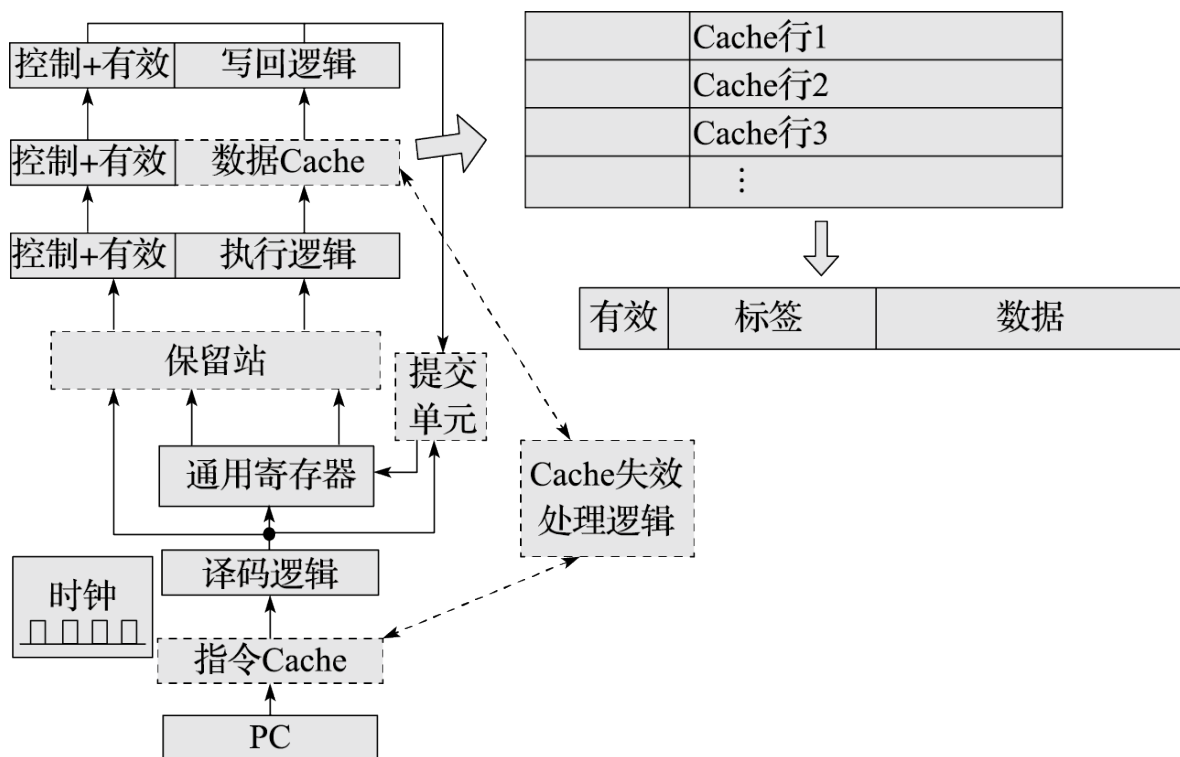 控制+有效 写回逻辑
控制+有效 数据Cache
控制+有效 执行逻辑
保留站
提交
单元
通用寄存器
译码逻辑
时钟
指令Cache
PC
Cache失效
处理逻辑
Cache行1
Cache行2
Cache行3
⋮
有效 标签 数据